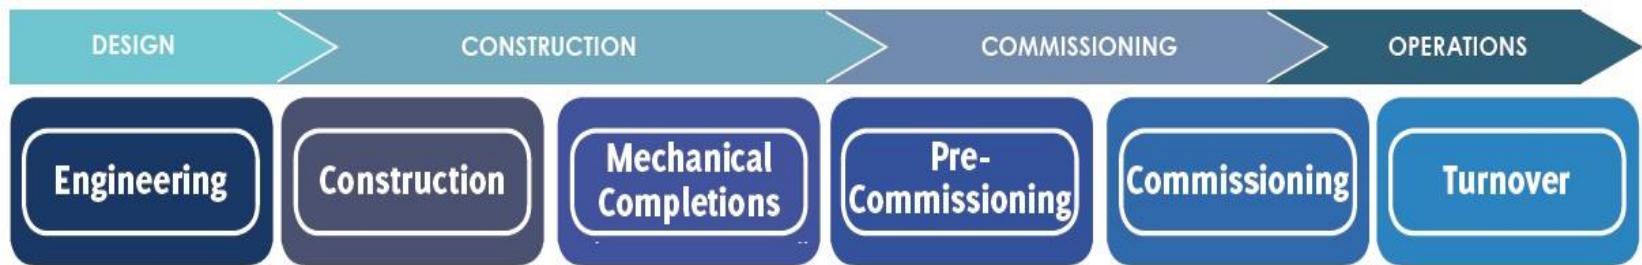 DESIGN
CONSTRUCTION
COMMISSIONING
OPERATIONS
Engineering
Construction
Mechanical
Completions
Pre-
Commissioning
Commissioning
Turnover